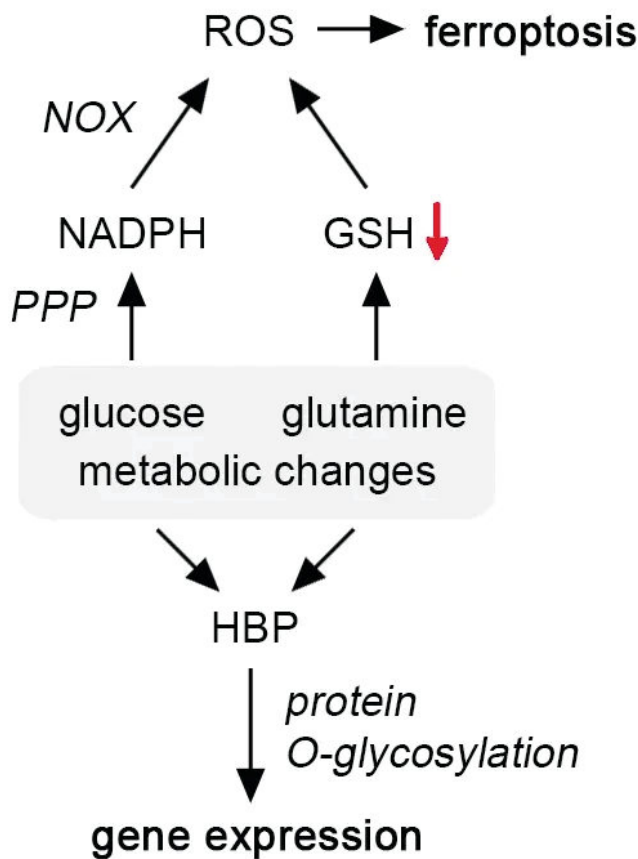 ROS
ferroptosis
NOX
NADPH
GSH
PPP
glucose
glutamine
metabolic changes
HBP
protein
O-glycosylation
gene expression